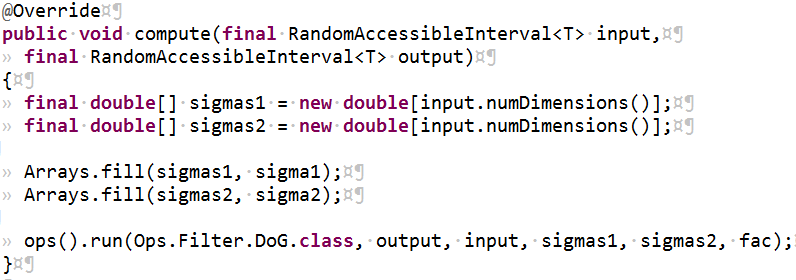 @Override¤¶
public·void·compute(final·RandomAccessibleInterval<T>·input,¤¶
»	final·RandomAccessibleInterval<T>·output)¤¶
{¤¶
»	final·double[]·sigmas1·=·new·double[input.numDimensions()];¤¶
»	final·double[]·sigmas2·=·new·double[input.numDimensions()];¤¶
»	Arrays.fill(sigmas1,·sigma1);¤¶
»	Arrays.fill(sigmas2,·sigma2);¤¶
»	ops().run(Ops.Filter.DoG.class,·output,·input,·sigmas1,·sigmas2,·fac);¤¶
}¤¶